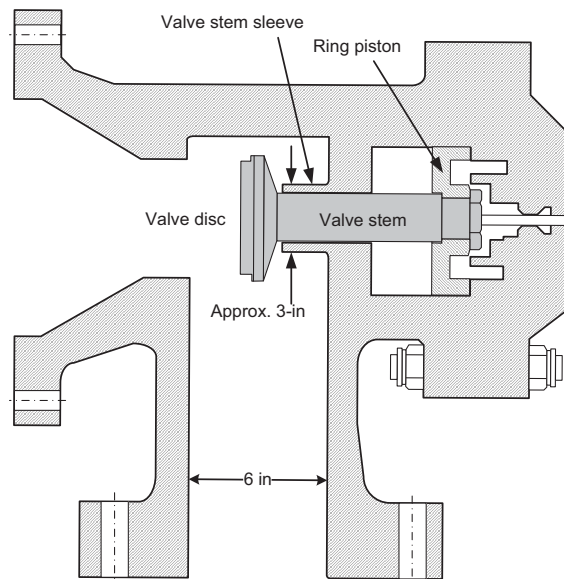 Valve stem sleeve
Ring piston
Valve disc
Valve stem
Approx. 3-in
6 in